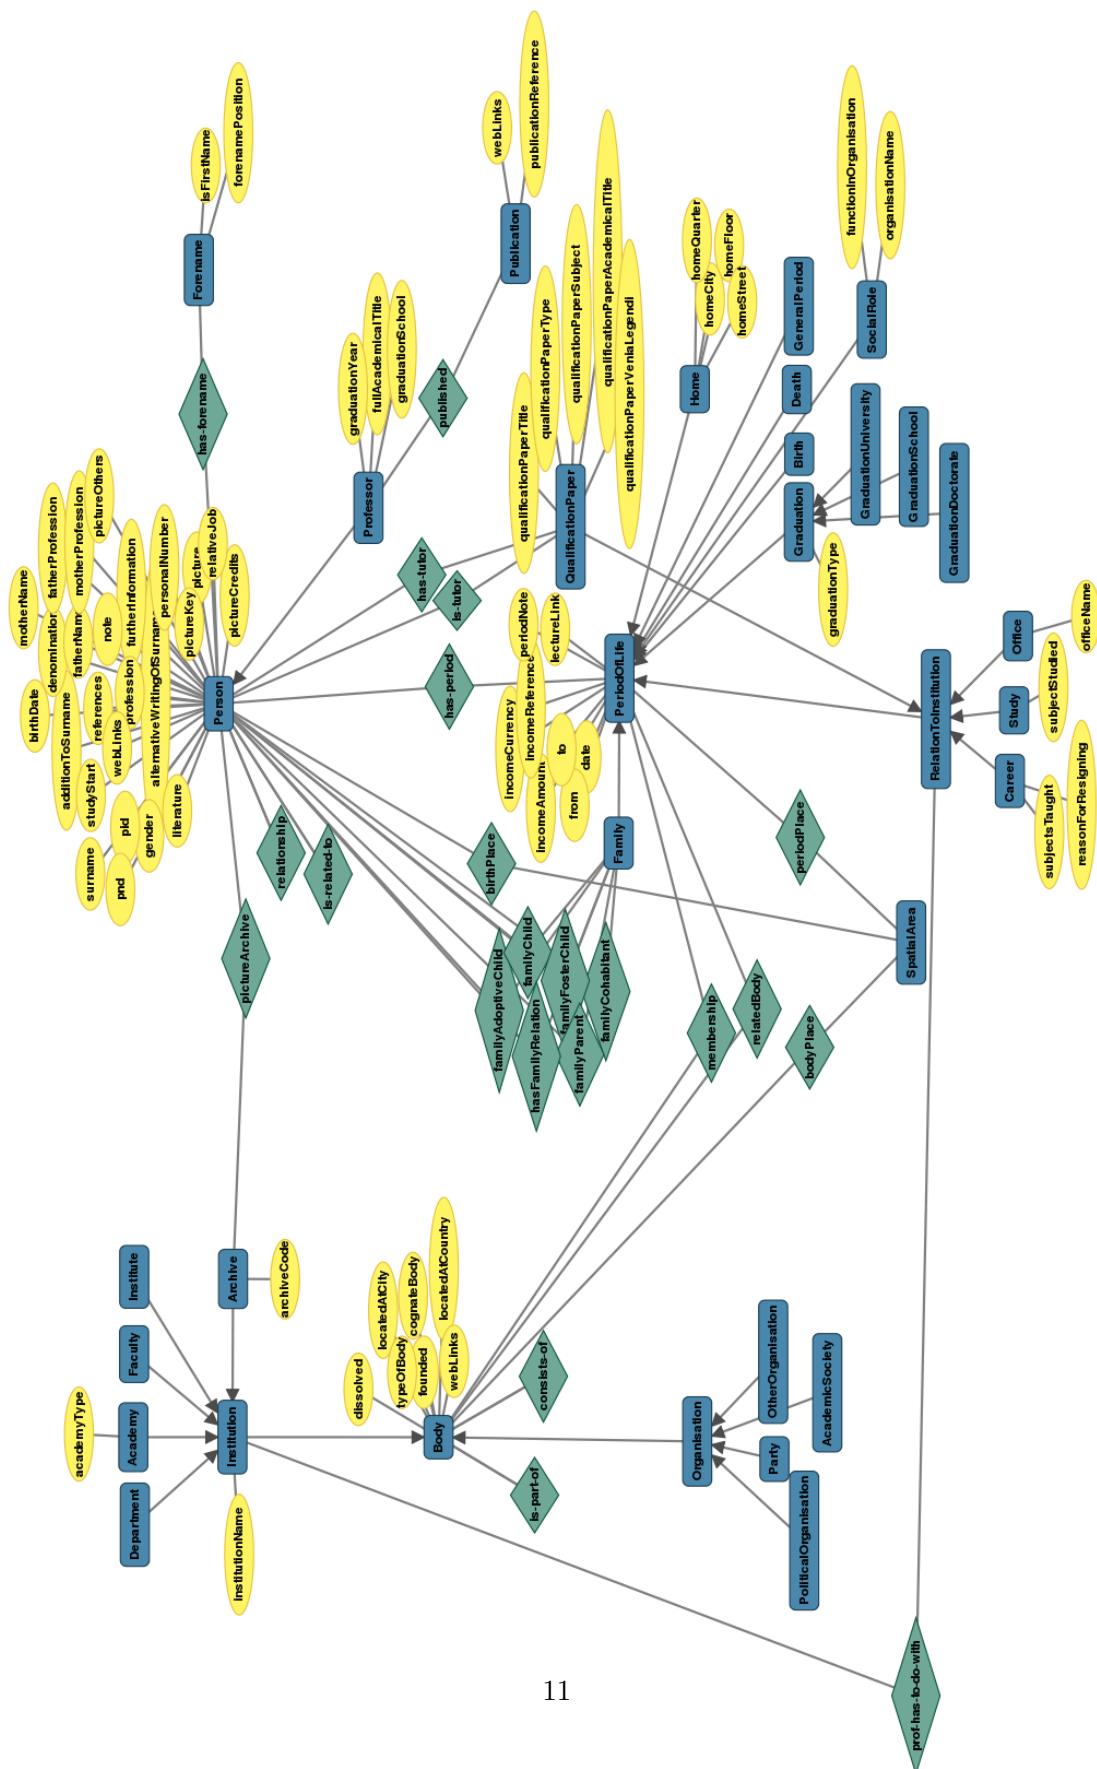 motherName
fatherProfession
motherProfession
pictureOthers
denomination
fatherName
note
furtherInformation
personalNumber
birthDate
additionToSurname
references
profession
alternativeWritingOfSurname
pictureKey
picture
relativeJob
pictureCredits
studyStart
webLinks
surname
pid
pnd
gender
literature
Person
has-forename
Forename
isFirstName
forenamePosition
graduationYear
fullAcademicalTitle
graduationSchool
Professor
published
Publication
webLinks
publicationReference
has-tutor
is-tutor
has-period
qualificationPaperTitle
qualificationPaperType
qualificationPaperSubject
qualificationPaperAcademicalTitle
qualificationPaperVeniaLegendi
QualificationPaper
homeQuarter
homeCity
homeFloor
homeStreet
Home
GeneralPeriod
Death
Birth
Graduation
graduationType
GraduationUniversity
GraduationSchool
GraduationDoctorate
SocialRole
functionInOrganisation
organisationName
periodNote
lectureLink
incomeReference
incomeCurrency
incomeAmount
to
from
date
PeriodOfLife
Family
RelationToInstitution
Office
officeName
Study
subjectStudied
Career
subjectsTaught
reasonForResigning
relationship
is-related-to
birthPlace
periodPlace
SpatialArea
pictureArchive
familyAdoptiveChild
familyChild
familyFosterChild
familyCohabitant
hasFamilyRelation
familyParent
membership
relatedBody
bodyPlace
Institute
Faculty
Academy
academyType
Department
Archive
archiveCode
Institution
institutionName
locatedAtCity
cognateBody
locatedAtCountry
dissolved
typeOfBody
founded
webLinks
Body
consists-of
is-part-of
Organisation
OtherOrganisation
AcademicSociety
Party
PoliticalOrganisation
prof-has-to-do-with
11